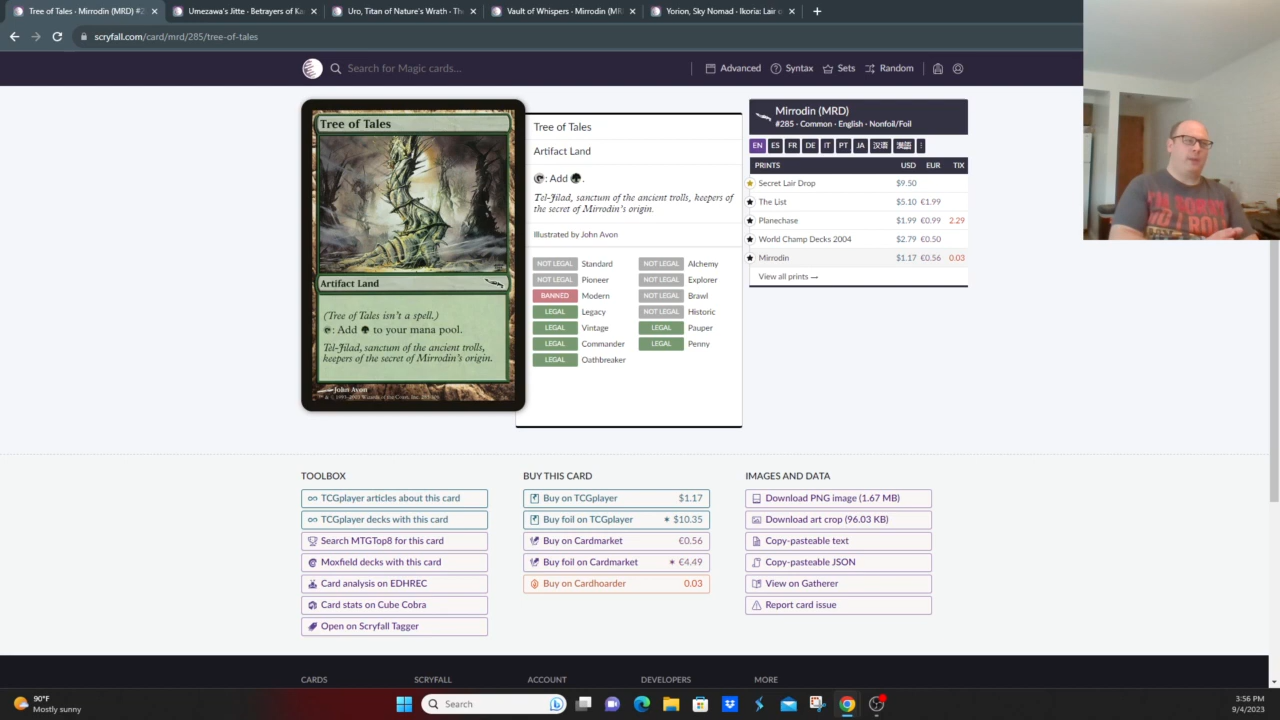 Tree of Tales · Mirrodin (MRD) #2
Umezawa's Jitte · Betrayers of Ka
Uro, Titan of Nature's Wrath · The
Vault of Whispers · Mirrodin (MR
Yorion, Sky Nomad · Ikoria: Lair o
scryfall.com/card/mrd/285/tree-of-tales
Search for Magic cards...
Advanced
Syntax
Sets
Random
Tree of Tales
Artifact Land
(Tree of Tales isn't a spell.)
: Add to your mana pool.
Tel-Jilad, sanctum of the ancient trolls,
keepers of the secret of Mirrodin's origin.
John Avon
Tree of Tales
Artifact Land
: Add .
Tel-Jilad, sanctum of the ancient trolls, keepers of
the secret of Mirrodin's origin.
Illustrated by John Avon
NOT LEGAL Standard NOT LEGAL Alchemy
NOT LEGAL Pioneer NOT LEGAL Explorer
BANNED Modern NOT LEGAL Brawl
LEGAL Legacy NOT LEGAL Historic
LEGAL Vintage LEGAL Pauper
LEGAL Commander LEGAL Penny
LEGAL Oathbreaker
Mirrodin (MRD)
#285 · Common · English · Nonfoil/Foil
EN ES FR DE IT PT JA 汉语 漢語
PRINTS USD EUR TIX
Secret Lair Drop $9.50
The List $5.10 €1.99
Planechase $1.99 €0.99 2.29
World Champ Decks 2004 $2.79 €0.50
Mirrodin $1.17 €0.56 0.03
View all prints →
TOOLBOX
TCGplayer articles about this card
TCGplayer decks with this card
Search MTGTop8 for this card
Moxfield decks with this card
Card analysis on EDHREC
Card stats on Cube Cobra
Open on Scryfall Tagger
BUY THIS CARD
Buy on TCGplayer $1.17
Buy foil on TCGplayer ✶ $10.35
Buy on Cardmarket €0.56
Buy foil on Cardmarket ✶ €4.49
Buy on Cardhoarder 0.03
IMAGES AND DATA
Download PNG image (1.67 MB)
Download art crop (96.03 KB)
Copy-pasteable text
Copy-pasteable JSON
View on Gatherer
Report card issue
CARDS
SCRYFALL
ACCOUNT
DEVELOPERS
MORE
90°F
Mostly sunny
Search
3:56 PM
9/4/2023